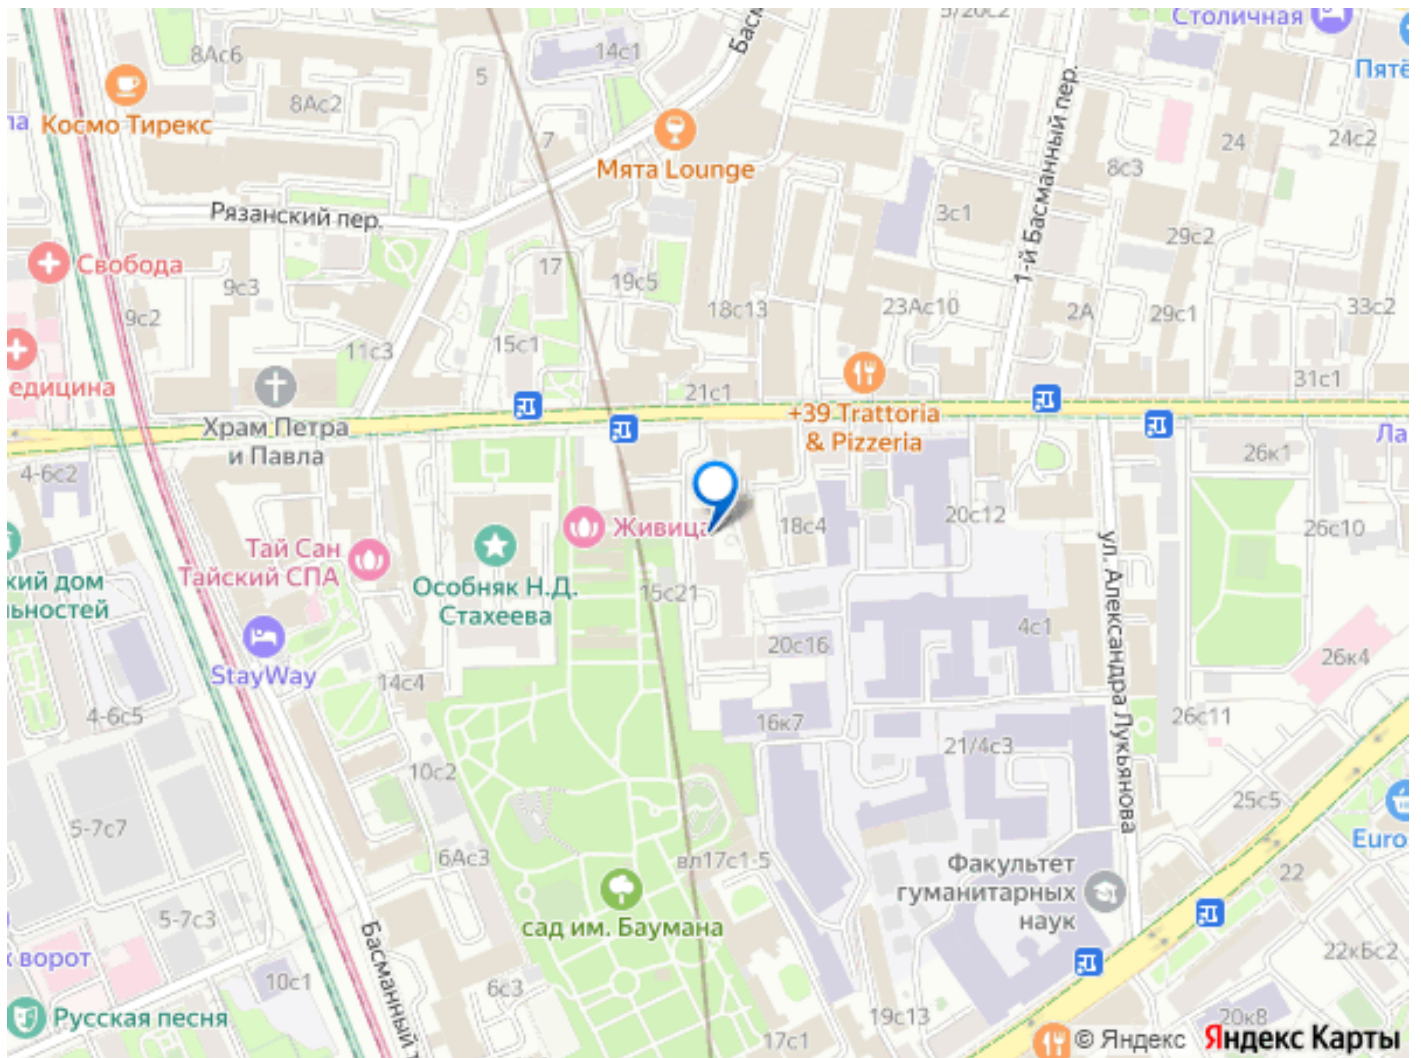 5/20с2
Столичная
8Ас6
14с1
Пятё
5
8Ас2
Космо Тирекс
24
24с2
7
Мята Lounge
8с3
1-й Басманный пер.
Рязанский пер.
3с1
29с2
Свобода
17
19с5
9с3
9с2
18с13
23Ас10
2А
29с1
33с2
11с3
15с1
едицина
21с1
31с1
Храм Петра
и Павла
+39 Trattoria
& Pizzeria
Ла
4-6с2
26к1
Живица
18с4
20с12
26с10
Тай Сан
Тайский СПА
Особняк Н.Д.
Стахеева
кий дом
ьностей
15с21
ул. Александра Лукьянова
4с1
20с16
26к4
StayWay
14с4
4-6с5
16к7
26с11
21/4с3
10с2
25с5
5-7с7
Euro
6Ас3
вл17с1-5
Факультет
гуманитарных
наук
22
5-7с3
сад им. Баумана
Басманный т
ворот
22кБс2
10с1
6с3
Русская песня
19с13
20к8
17с1
© Яндекс
Яндекс Карты